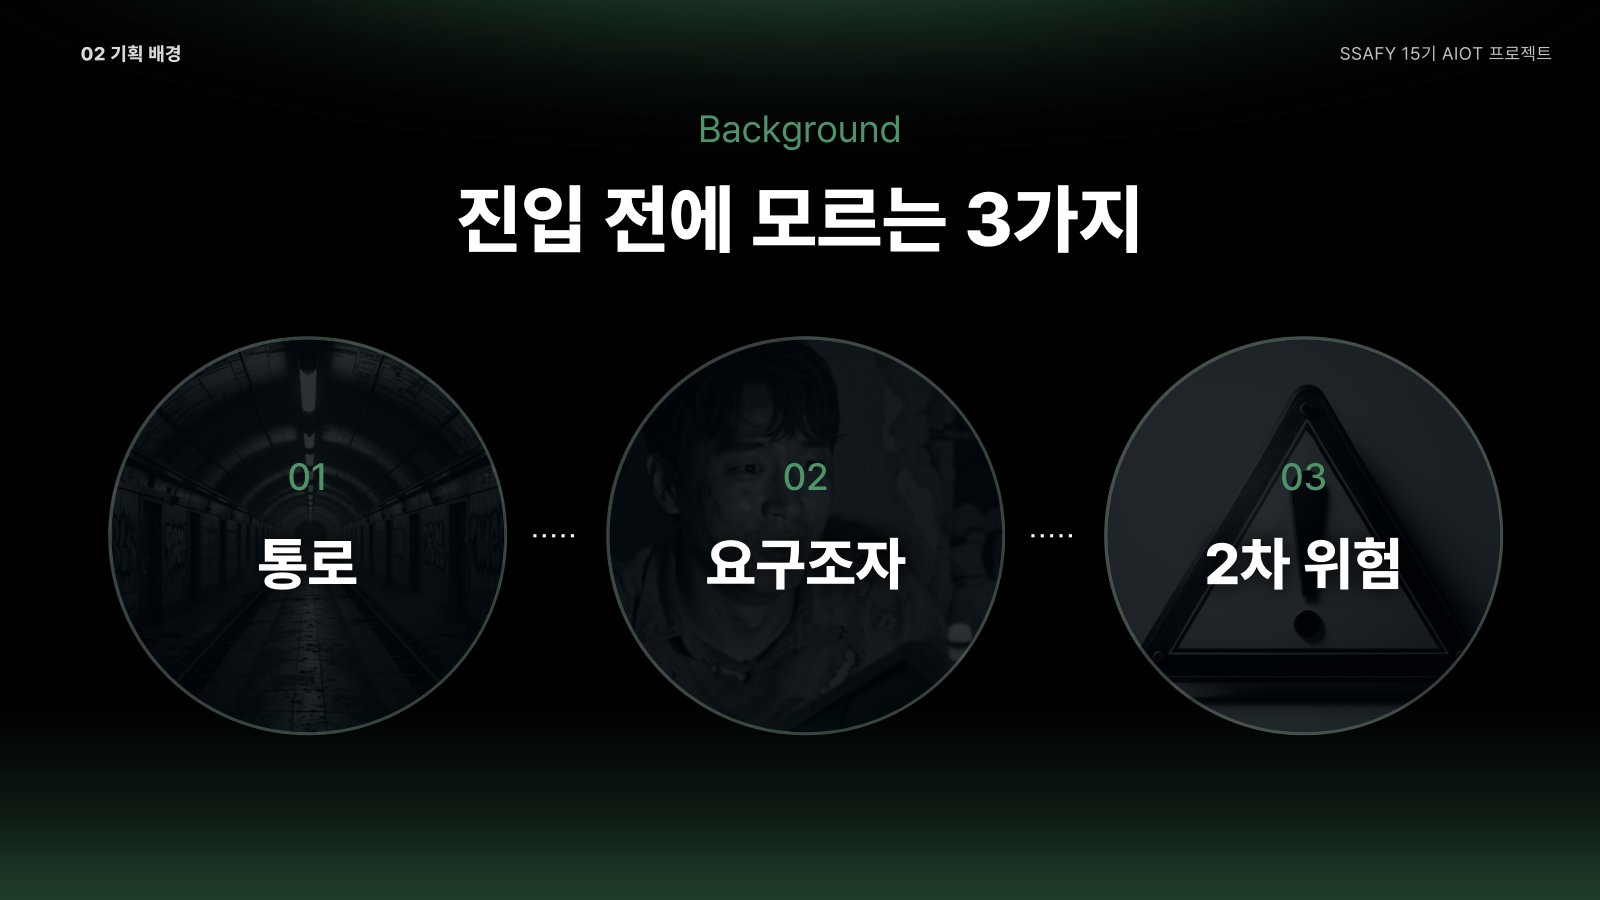 02 기획 배경
SSAFY 15기 AIOT 프로젝트
Background
진입 전에 모르는 3가지
01
통로
02
요구조자
03
2차 위험